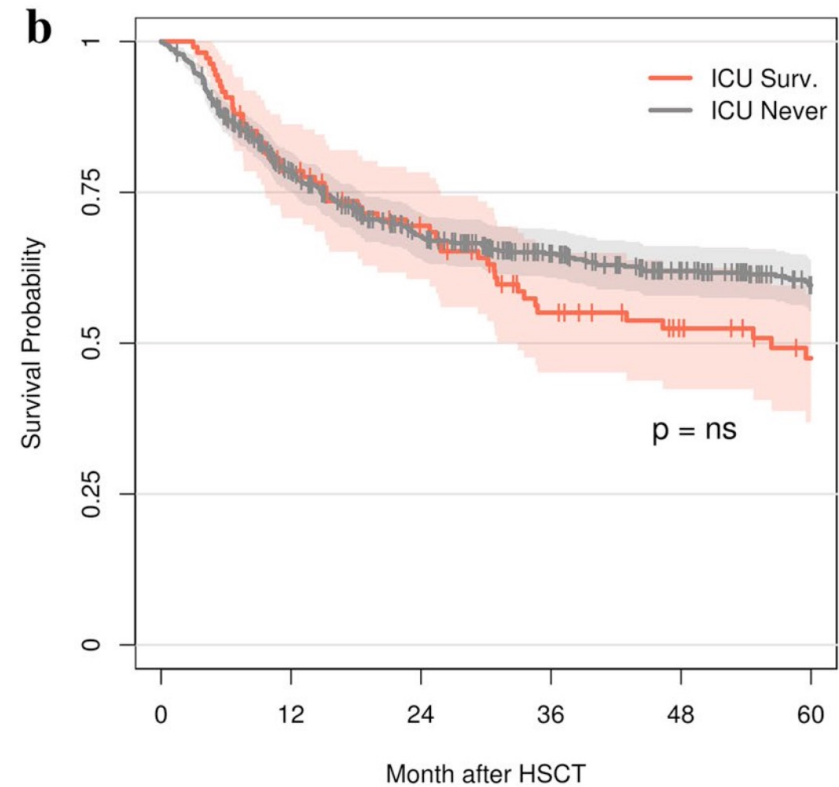 b
ICU Surv.
ICU Never
p = ns
Survival Probability
1
0.75
0.5
0.25
0
0 12 24 36 48 60
Month after HSCT